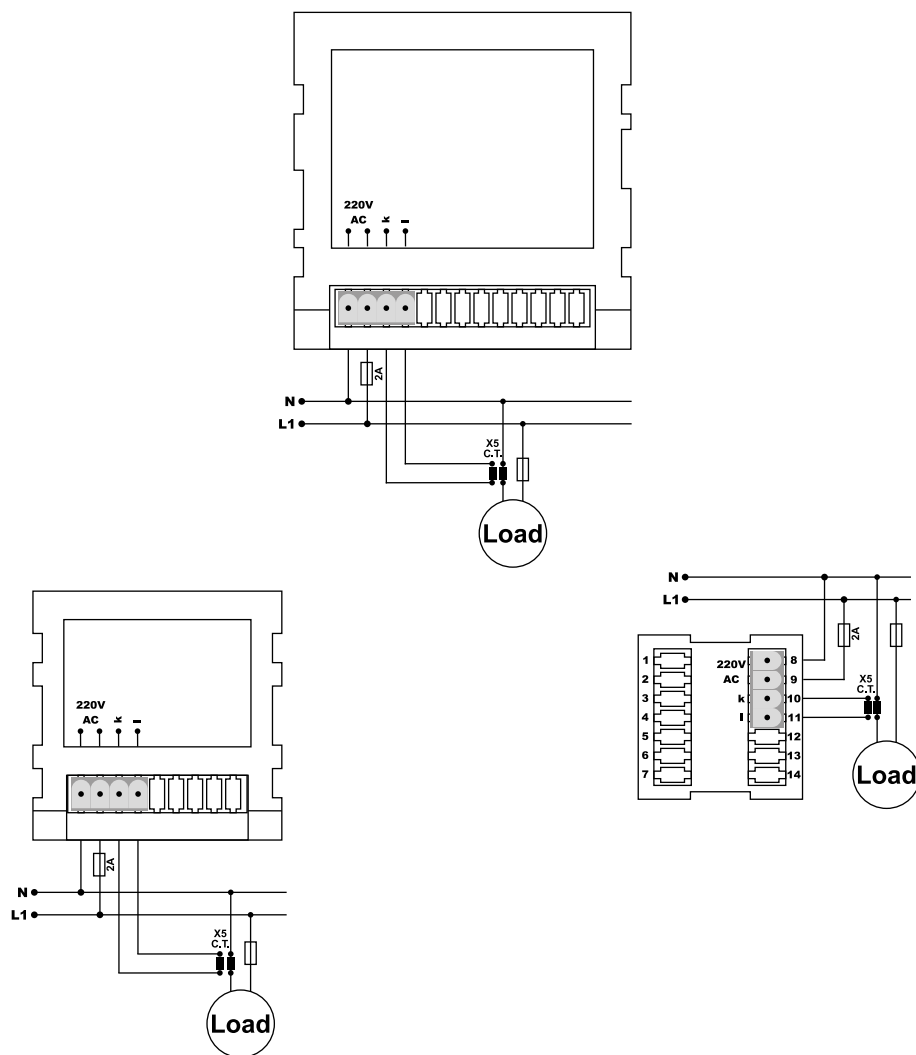 220V
AC k l
2A
N
L1
X5
C.T.
Load
220V
AC k l
2A
N
L1
X5
C.T.
Load
N
L1
2A
1 220V 8
2 AC 9
3 k 10
4 l 11
5 12
6 13
7 14
X5
C.T.
Load